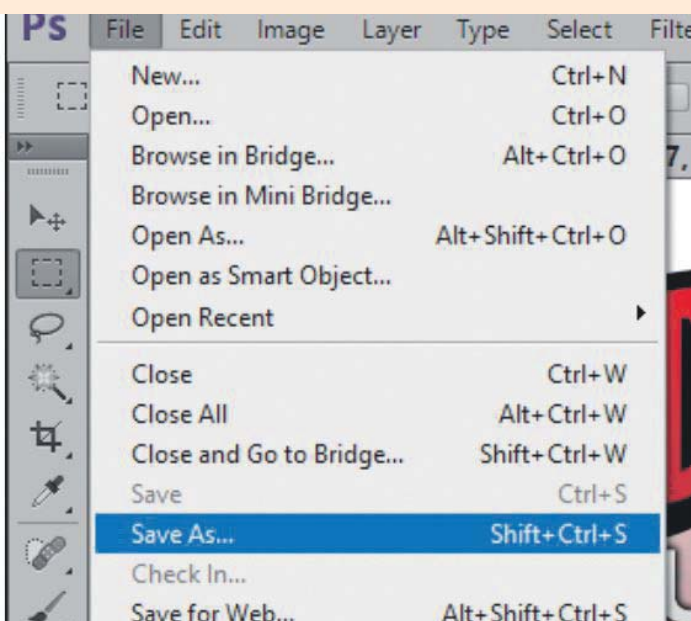 Ps File Edit Image Layer Type Select Filte
New... Ctrl+N
Open... Ctrl+O
Browse in Bridge... Alt+Ctrl+O
7,
Browse in Mini Bridge...
Open As... Alt+Shift+Ctrl+O
Open as Smart Object...
Open Recent
Close Ctrl+W
Close All Alt+Ctrl+W
Close and Go to Bridge... Shift+Ctrl+W
Save Ctrl+S
Save As... Shift+Ctrl+S
Check In...
Save for Web... Alt+Shift+Ctrl+S